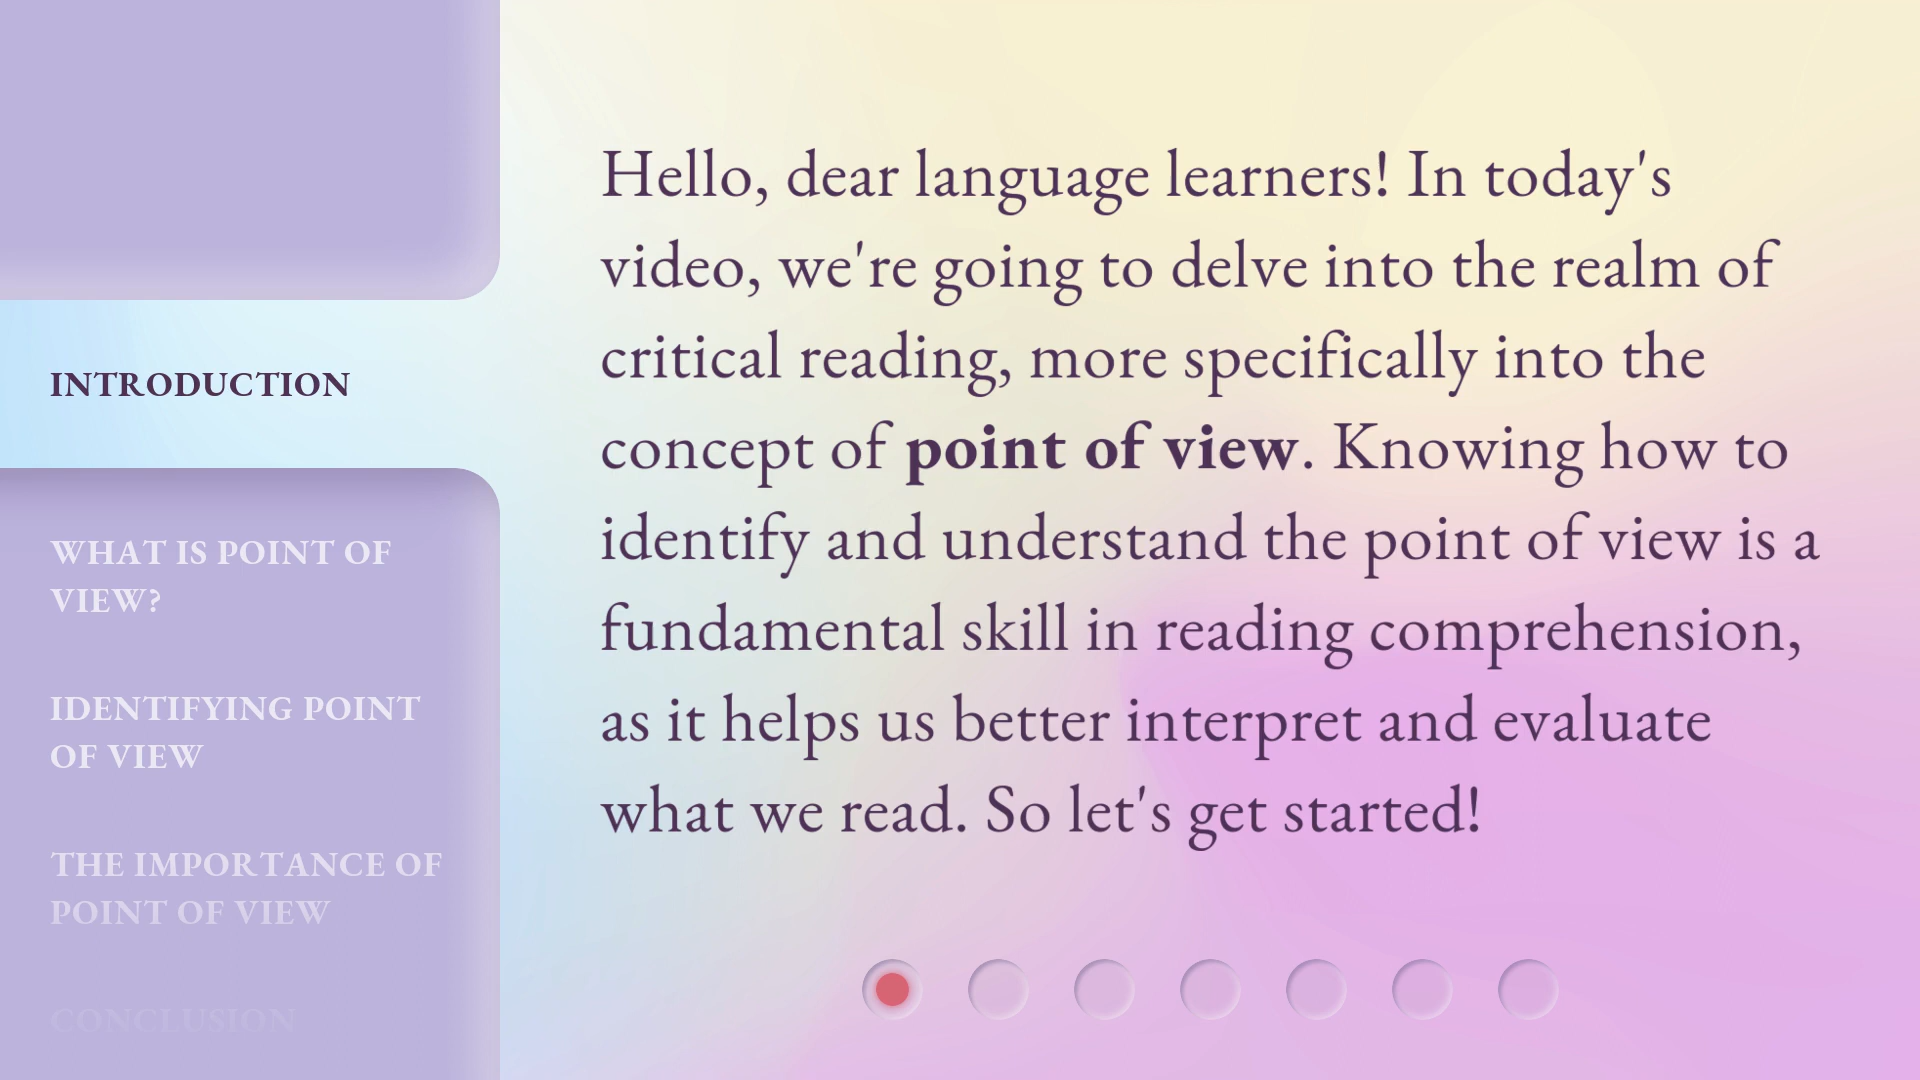 INTRODUCTION
WHAT IS POINT OF
VIEW?
IDENTIFYING POINT
OF VIEW
THE IMPORTANCE OF
POINT OF VIEW
CONCLUSION
Hello, dear language learners! In today's
video, we're going to delve into the realm of
critical reading, more specifically into the
concept of point of view. Knowing how to
identify and understand the point of view is a
fundamental skill in reading comprehension,
as it helps us better interpret and evaluate
what we read. So let's get started!